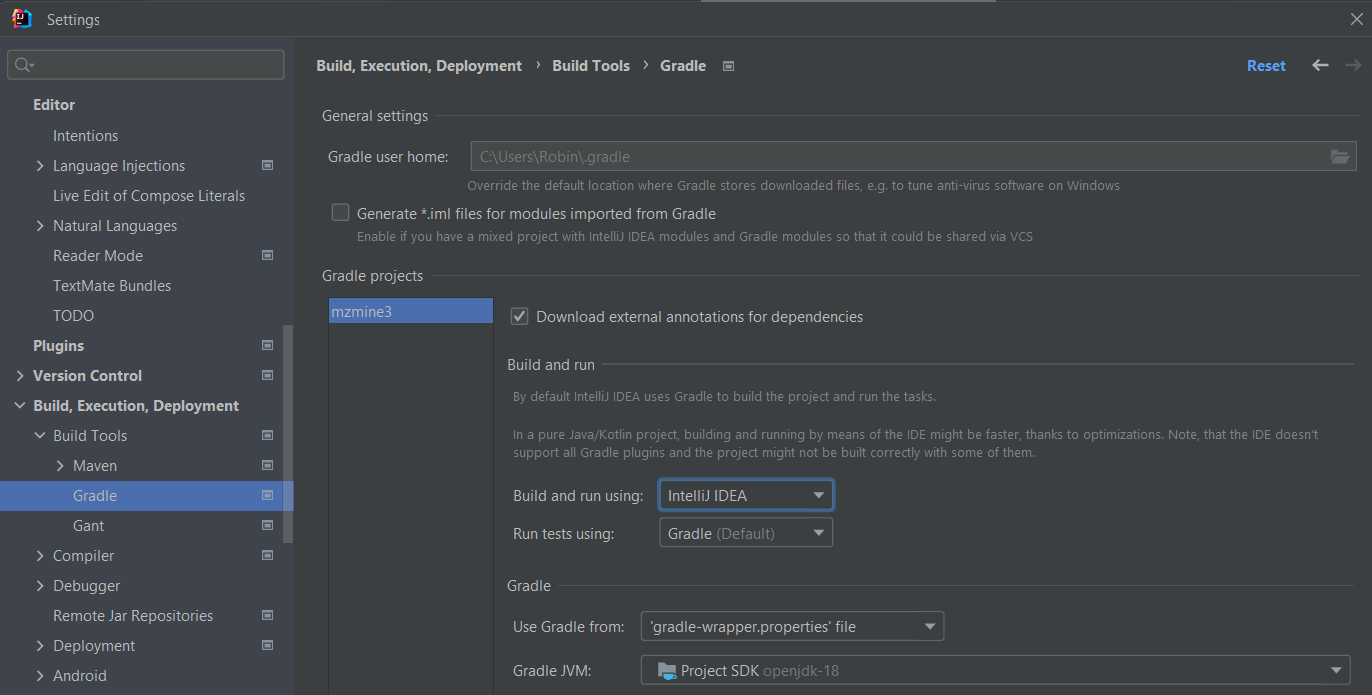 Settings
Editor
Intentions
Language Injections
Live Edit of Compose Literals
Natural Languages
Reader Mode
TextMate Bundles
TODO
Plugins
Version Control
Build, Execution, Deployment
Build Tools
Maven
Gradle
Gant
Compiler
Debugger
Remote Jar Repositories
Deployment
Android
Build, Execution, Deployment › Build Tools › Gradle
Reset
General settings
Gradle user home: C:\Users\Robin\.gradle
Override the default location where Gradle stores downloaded files, e.g. to tune anti-virus software on Windows
Generate *.iml files for modules imported from Gradle
Enable if you have a mixed project with IntelliJ IDEA modules and Gradle modules so that it could be shared via VCS
Gradle projects
mzmine3
Download external annotations for dependencies
Build and run
By default IntelliJ IDEA uses Gradle to build the project and run the tasks.
In a pure Java/Kotlin project, building and running by means of the IDE might be faster, thanks to optimizations. Note, that the IDE doesn't
support all Gradle plugins and the project might not be built correctly with some of them.
Build and run using: IntelliJ IDEA
Run tests using: Gradle (Default)
Gradle
Use Gradle from: 'gradle-wrapper.properties' file
Gradle JVM: Project SDK openjdk-18